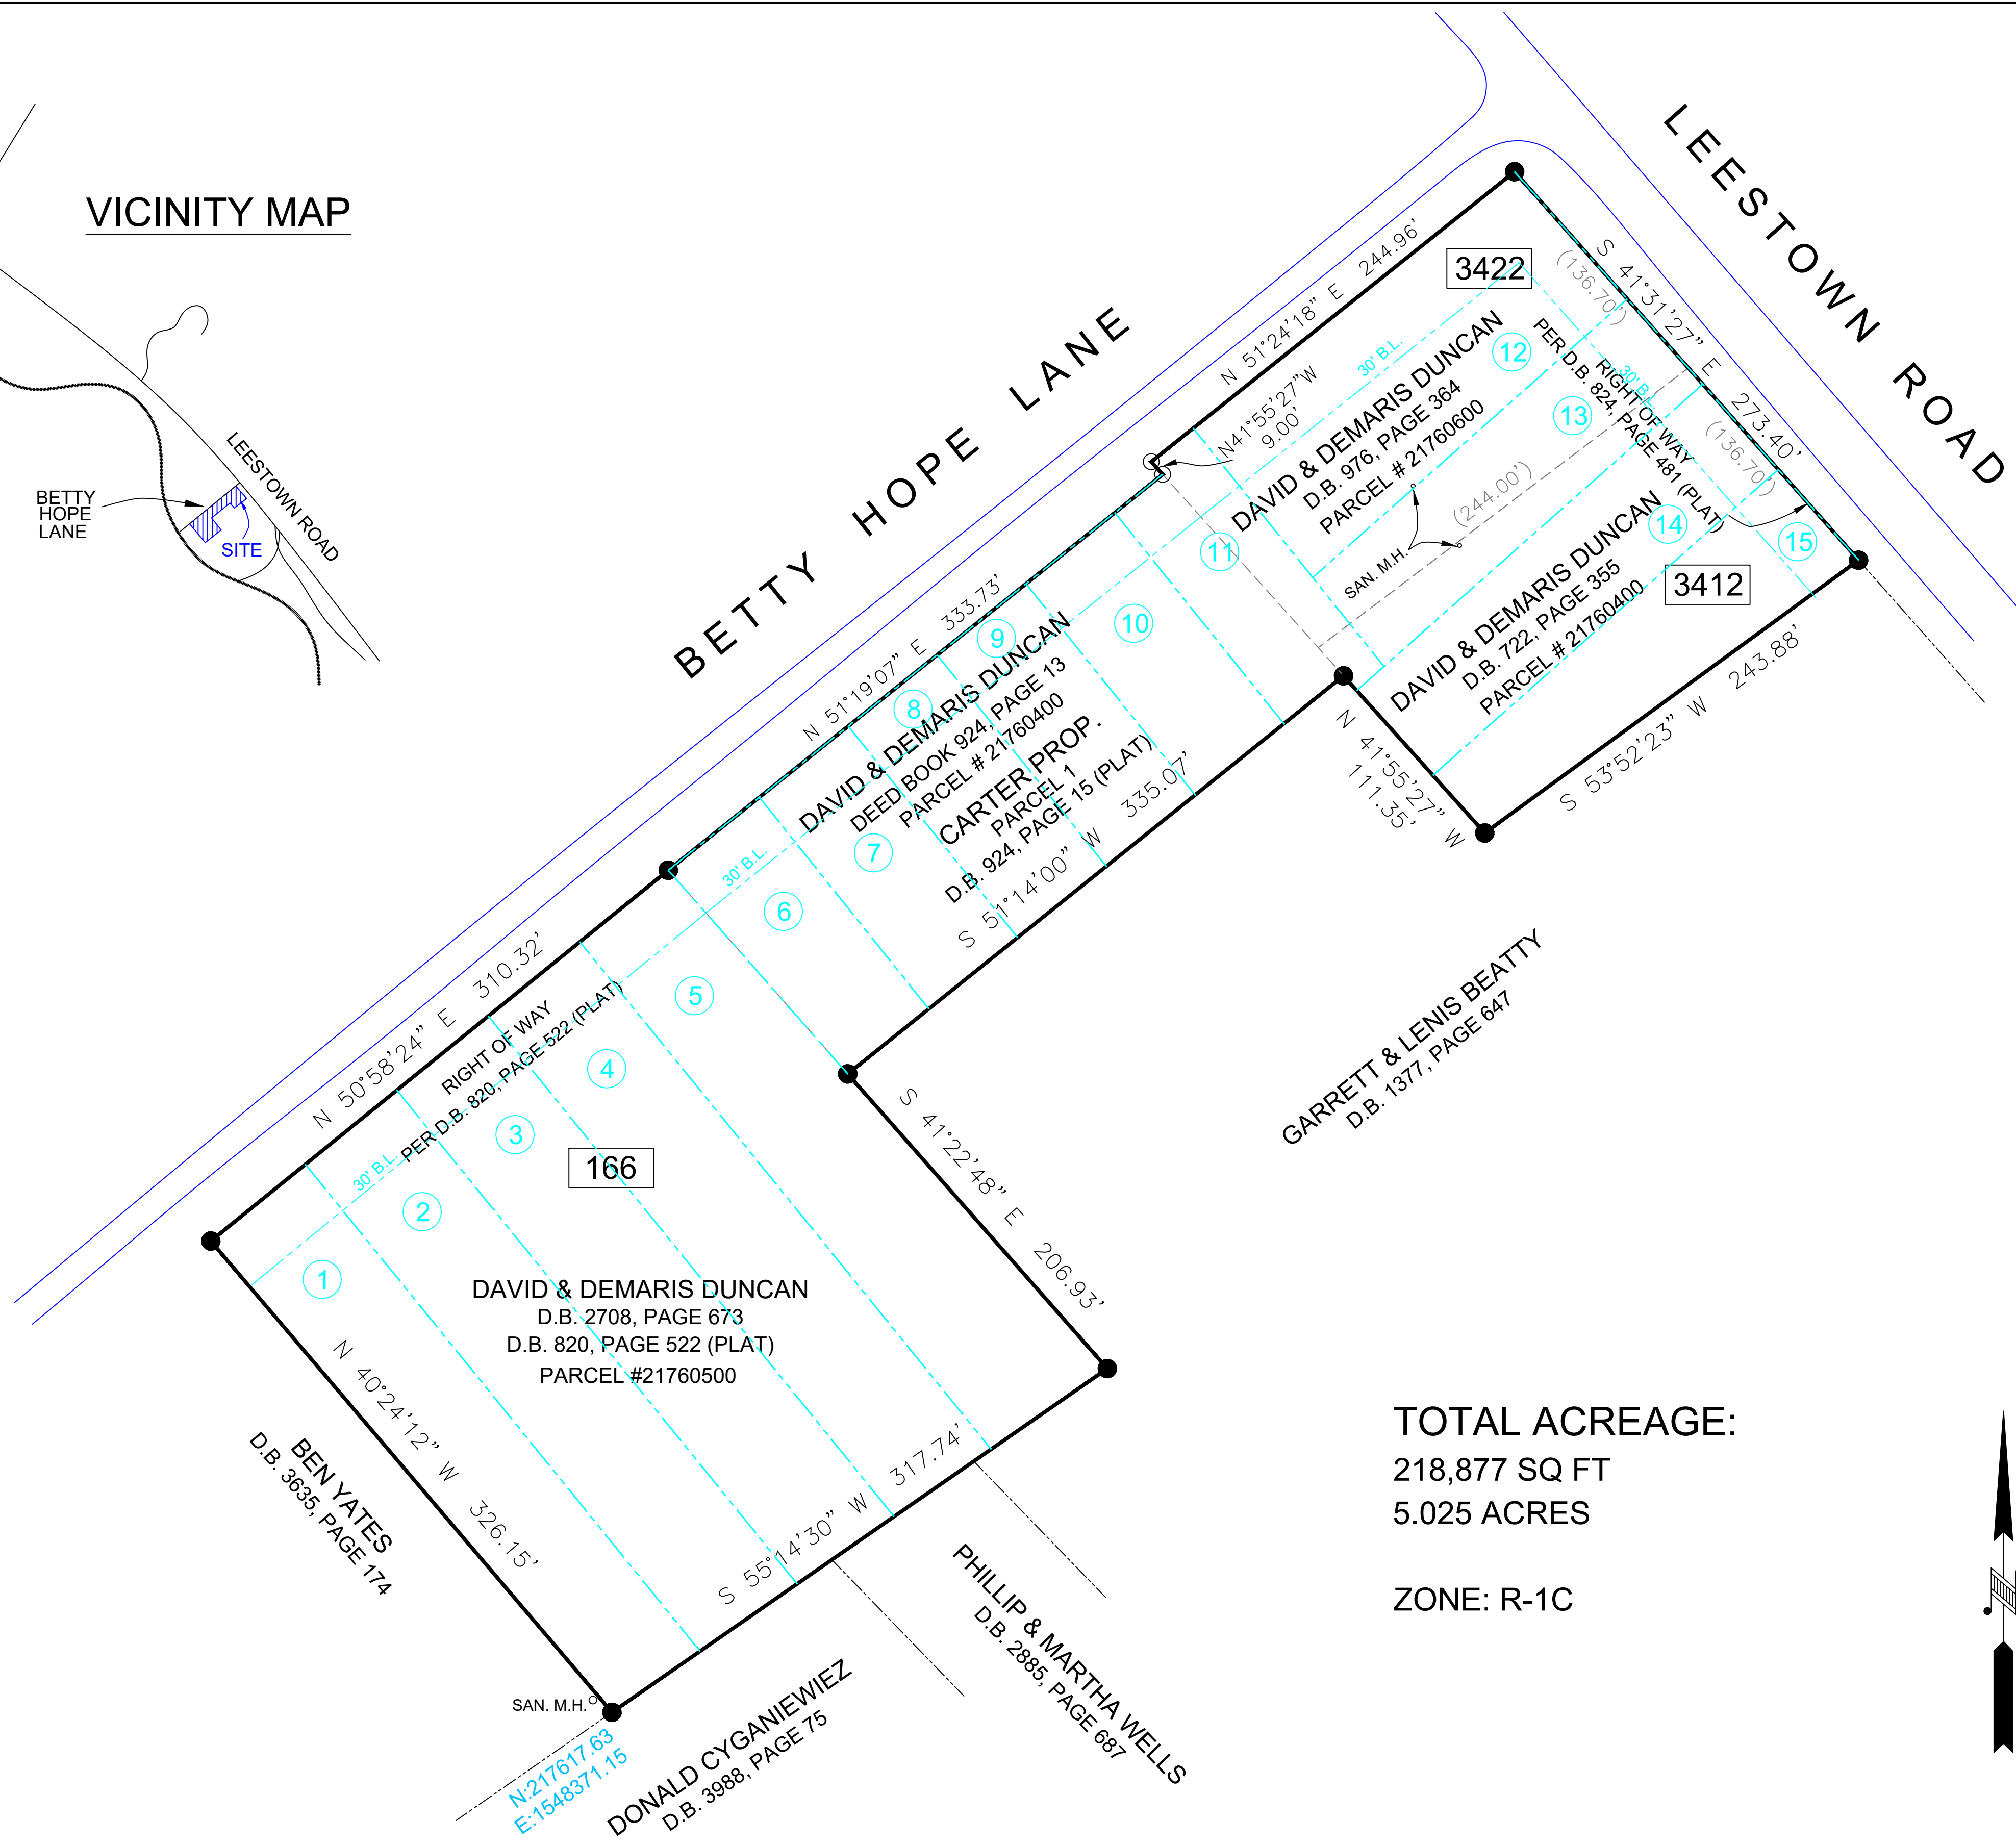 VICINITY MAP
LEESTOWN ROAD
BETTY
HOPE
LANE
SITE
BETTY HOPE LANE
LEESTOWN ROAD
N 51°24'18" E 244.96'
3422
S 41°31'27" E 273.40'
(136.70')
(136.70')
N41°55'27"W
9.00'
30' B.L.
30' B.L.
DAVID & DEMARIS DUNCAN
D.B. 976, PAGE 364
PARCEL # 21760600
12
13
RIGHT OF WAY
PER D.B. 824, PAGE 481 (PLAT)
(244.00')
SAN. M.H.
11
14
15
DAVID & DEMARIS DUNCAN
D.B. 722, PAGE 355
PARCEL # 21760400
3412
S 53°52'23" W 243.88'
N 41°55'27" W
11.35'
N 51°19'07" E 333.73'
10
9
8
7
6
DAVID & DEMARIS DUNCAN
DEED BOOK 924, PAGE 13
PARCEL # 21760400
CARTER PROP.
PARCEL 1
D.B. 924, PAGE 15 (PLAT)
S 51°14'00" W 335.07'
30' B.L.
N 50°58'24" E 310.32'
RIGHT OF WAY
PER D.B. 820, PAGE 522 (PLAT)
30' B.L.
5
4
3
2
1
166
S 41°22'48" E 206.93'
DAVID & DEMARIS DUNCAN
D.B. 2708, PAGE 673
D.B. 820, PAGE 522 (PLAT)
PARCEL #21760500
N 40°24'12" W 326.15'
S 55°14'30" W 317.74'
BEN YATES
D.B. 3635, PAGE 174
GARRETT & LENIS BEATTY
D.B. 1377, PAGE 647
PHILLIP & MARTHA WELLS
D.B. 2885, PAGE 687
DONALD CYGANIEWIEZ
D.B. 3988, PAGE 75
SAN. M.H.
N:217617.63
E:1548371.15
TOTAL ACREAGE:
218,877 SQ FT
5.025 ACRES
ZONE: R-1C